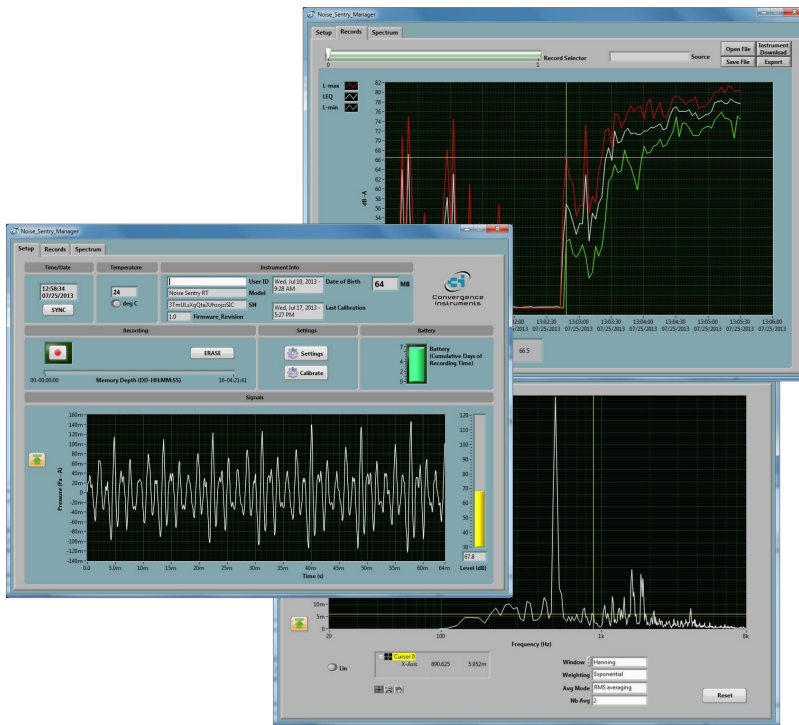 Noise_Sentry_Manager
Setup Records Spectrum
0 1 Record Selector Source
Open File Instrument Download
Save File Export
L-max
LEQ
L-min
82
80
78
76
74
72
70
68
66
64
62
60
58
56
54
dB -A
13:02:30 13:03:00 13:03:30 13:04:00 13:04:30 13:05:00 13:05:30 13:06:00
07/25/2013 07/25/2013 07/25/2013 07/25/2013 07/25/2013 07/25/2013 07/25/2013 07/25/2013
66.5
Noise_Sentry_Manager
Setup Records Spectrum
Time/Date Temperature Instrument Info
12:58:34
07/25/2013
SYNC
24
deg C
User ID
Noise Sentry RT Model
SN
1.0 Firmware_Revision
Wed, Jul 10, 2013 -
9:28 AM
Date of Birth
64 MB
Wed, Jul 17, 2013 -
5:27 PM
Last Calibration
ci
Convergence
Instruments
Recording Settings Battery
ERASE
00-00:00:00 Memory Depth (DD-HH:MM:SS) 16-04:21:41
Settings
Calibrate
7
4
2
0
Battery
(Cumulative Days of
Recording Time)
Signals
160m
140m
120m
100m
80m
60m
40m
20m
0
-20m
-40m
-60m
-80m
-100m
-120m
-140m
Pressure (Pa - A)
0.0 5m 10m 15m 20m 25m 30m 35m 40m 45m 50m 55m 60m 64m
Time (s)
120
110
100
90
80
70
60
50
40
30
67.8
Level (dB)
10m
5m
0
20 100 1k 8k
Frequency (Hz)
Lin
Cursor 0
X-Axis 890.625 5.952m
Window Hanning
Weighting Exponential
Avg Mode RMS averaging
Nb Avg 2
Reset